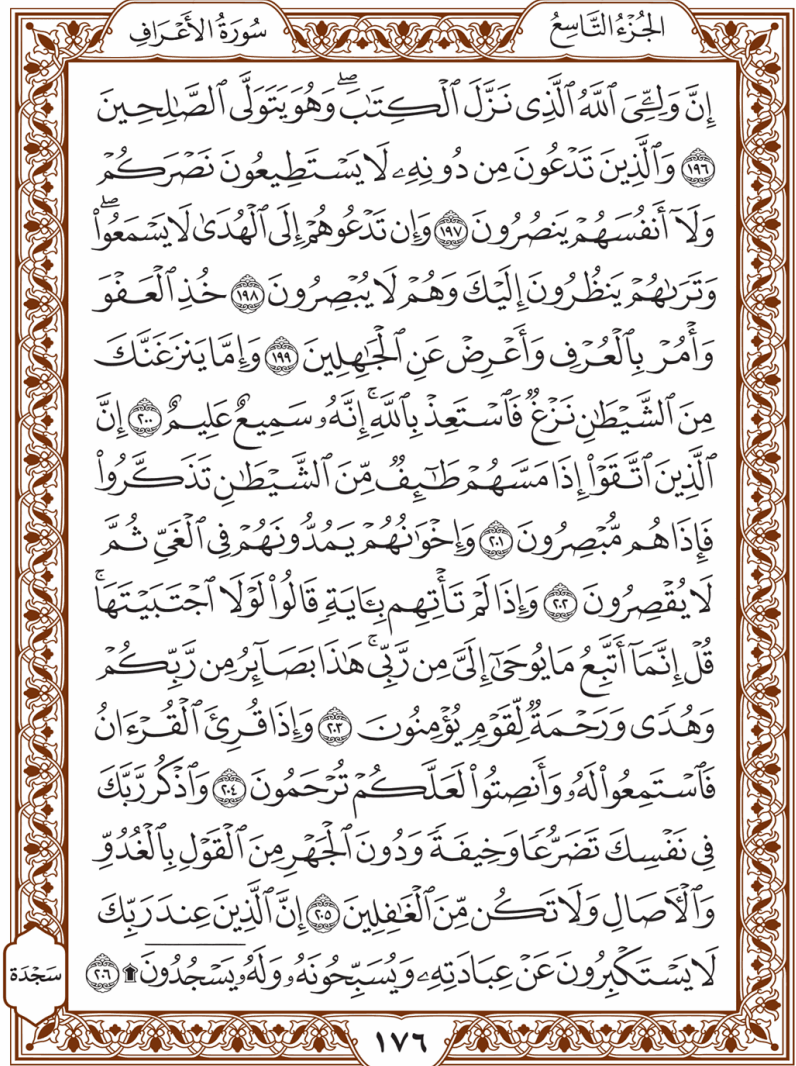 الجُزْءُ التَّاسِعُ
سُورَةُ الأَعْرَافِ
إِنَّ وَلِـِّۧيَ ٱللَّهُ ٱلَّذِي نَزَّلَ ٱلْكِتَٰبَۖ وَهُوَ يَتَوَلَّى ٱلصَّٰلِحِينَ
١٩٦ وَٱلَّذِينَ تَدْعُونَ مِن دُونِهِۦ لَا يَسْتَطِيعُونَ نَصْرَكُمْ
وَلَآ أَنفُسَهُمْ يَنصُرُونَ ١٩٧ وَإِن تَدْعُوهُمْ إِلَى ٱلْهُدَىٰ لَا يَسْمَعُوا۟ۖ
وَتَرَىٰهُمْ يَنظُرُونَ إِلَيْكَ وَهُمْ لَا يُبْصِرُونَ ١٩٨ خُذِ ٱلْعَفْوَ
وَأْمُرْ بِٱلْعُرْفِ وَأَعْرِضْ عَنِ ٱلْجَٰهِلِينَ ١٩٩ وَإِمَّا يَنزَغَنَّكَ
مِنَ ٱلشَّيْطَٰنِ نَزْغٌ فَٱسْتَعِذْ بِٱللَّهِۚ إِنَّهُۥ سَمِيعٌ عَلِيمٌ ٢٠٠ إِنَّ
ٱلَّذِينَ ٱتَّقَوْا۟ إِذَا مَسَّهُمْ طَٰٓئِفٌ مِّنَ ٱلشَّيْطَٰنِ تَذَكَّرُوا۟
فَإِذَا هُم مُّبْصِرُونَ ٢٠١ وَإِخْوَٰنُهُمْ يَمُدُّونَهُمْ فِي ٱلْغَيِّ ثُمَّ
لَا يُقْصِرُونَ ٢٠٢ وَإِذَا لَمْ تَأْتِهِم بِـَٔايَةٍ قَالُوا۟ لَوْلَا ٱجْتَبَيْتَهَاۚ
قُلْ إِنَّمَآ أَتَّبِعُ مَا يُوحَىٰٓ إِلَيَّ مِن رَّبِّيۚ هَٰذَا بَصَآئِرُ مِن رَّبِّكُمْ
وَهُدًى وَرَحْمَةٌ لِّقَوْمٍ يُؤْمِنُونَ ٢٠٣ وَإِذَا قُرِئَ ٱلْقُرْءَانُ
فَٱسْتَمِعُوا۟ لَهُۥ وَأَنصِتُوا۟ لَعَلَّكُمْ تُرْحَمُونَ ٢٠٤ وَٱذْكُر رَّبَّكَ
فِي نَفْسِكَ تَضَرُّعًا وَخِيفَةً وَدُونَ ٱلْجَهْرِ مِنَ ٱلْقَوْلِ بِٱلْغُدُوِّ
وَٱلْءَاصَالِ وَلَا تَكُن مِّنَ ٱلْغَٰفِلِينَ ٢٠٥ إِنَّ ٱلَّذِينَ عِندَ رَبِّكَ
لَا يَسْتَكْبِرُونَ عَنْ عِبَادَتِهِۦ وَيُسَبِّحُونَهُۥ وَلَهُۥ يَسْجُدُونَ۩ ٢٠٦
سَجْدَة
١٧٦